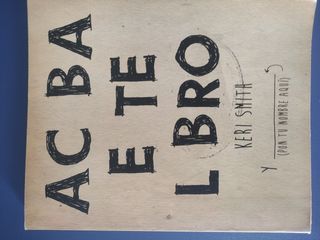 AC BA
E TE
L BRO
KERI SMITH
Y
(PON TU NOMBRE AQUÍ)